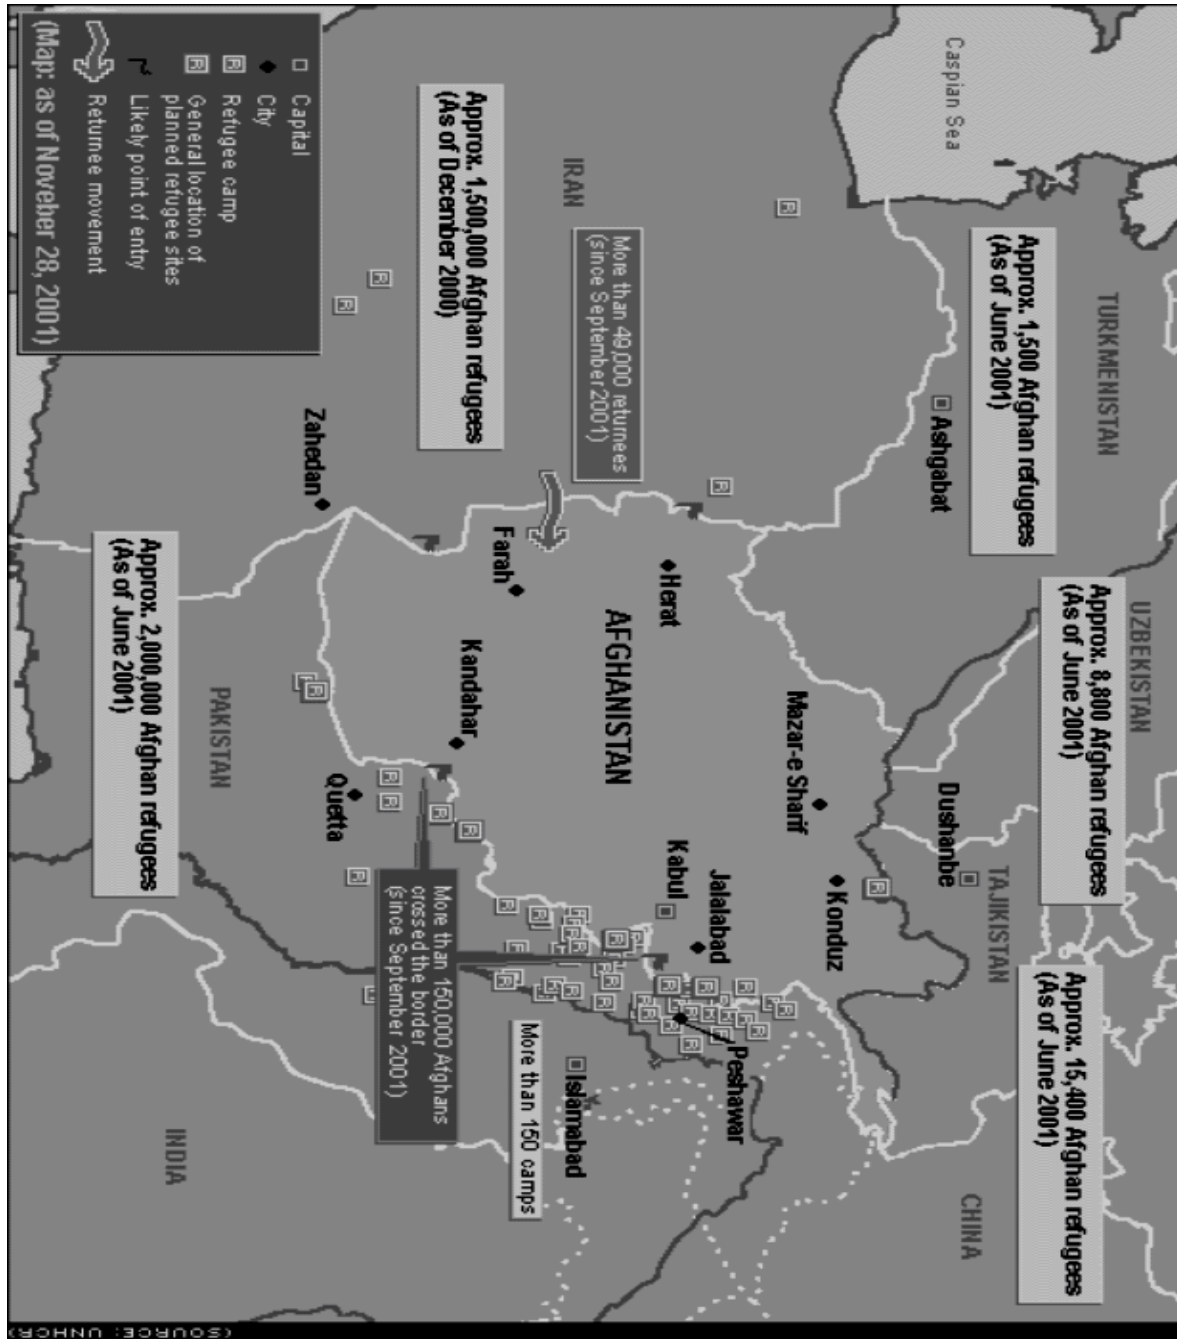 Caspian Sea
TURKMENISTAN
UZBEKISTAN
TAJIKISTAN
CHINA
Approx. 1,500 Afghan refugees
(As of June 2001)
Approx. 8,800 Afghan refugees
(As of June 2001)
Approx. 15,400 Afghan refugees
(As of June 2001)
Ashgabat
Dushanbe
Mazar-e Sharif
Konduz
IRAN
More than 49,000 returnees
(since September2001)
Herat
AFGHANISTAN
Kabul
Jalalabad
Peshawar
Approx. 1,500,000 Afghan refugees
(As of December 2000)
Farah
Kandahar
Islamabad
More than 150 camps
Zahedan
Quetta
More than 150,000 Afghans
crossed the border
(since September 2001)
PAKISTAN
INDIA
Approx. 2,000,000 Afghan refugees
(As of June 2001)
Capital
City
Refugee camp
General location of
planned refugee sites
Likely point of entry
Returnee movement
(Map: as of Noveber 28, 2001)
(SOURCE: UNHCR)